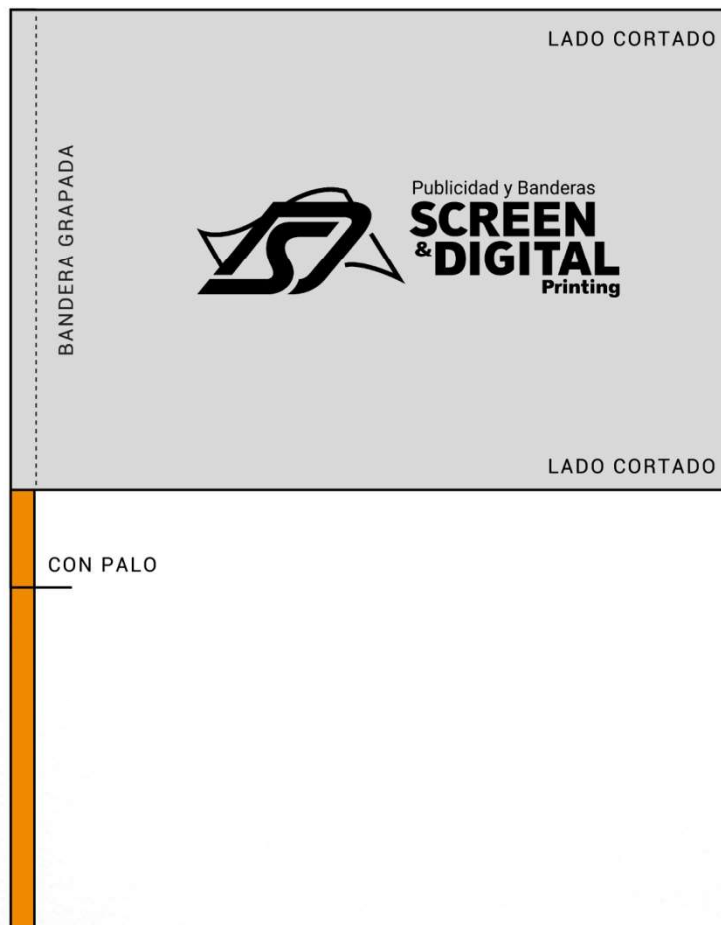 LADO CORTADO
BANDERA GRAPADA
Publicidad y Banderas
SCREEN
&DIGITAL
Printing
LADO CORTADO
CON PALO